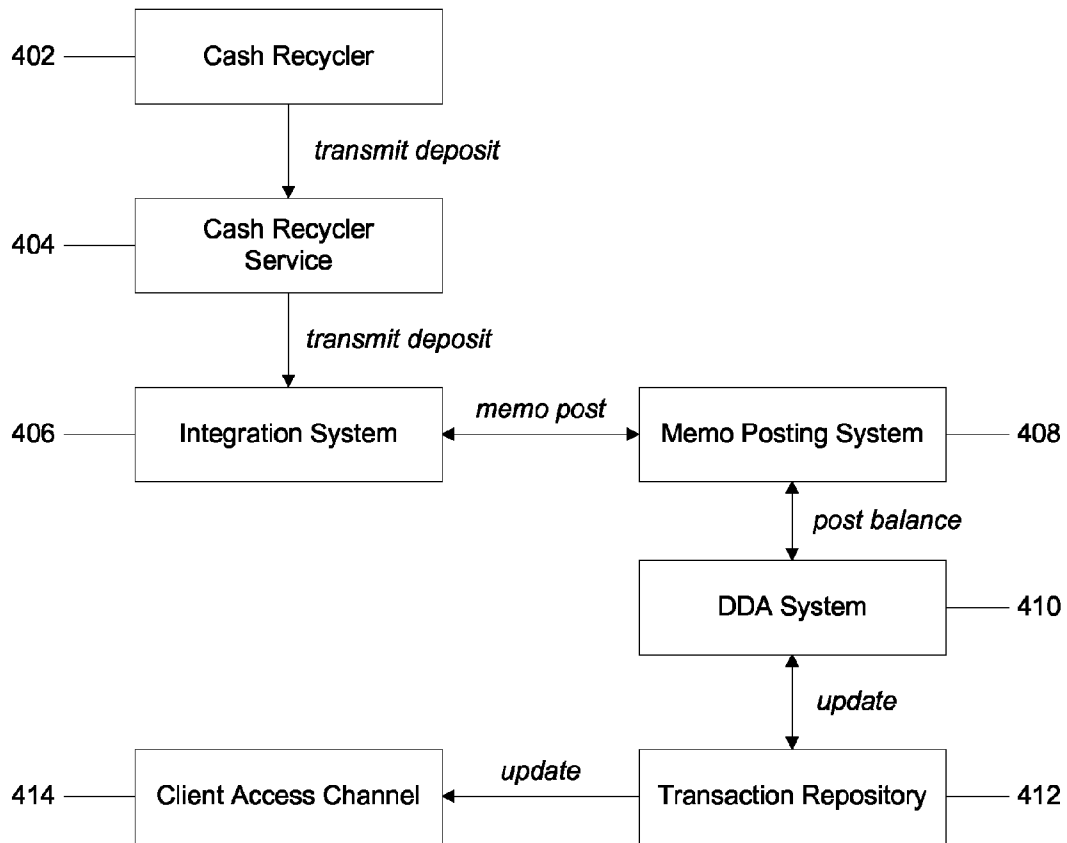 402
Cash Recycler
transmit deposit
404
Cash Recycler
Service
transmit deposit
406
Integration System
memo post
Memo Posting System
408
post balance
DDA System
410
update
414
Client Access Channel
update
Transaction Repository
412